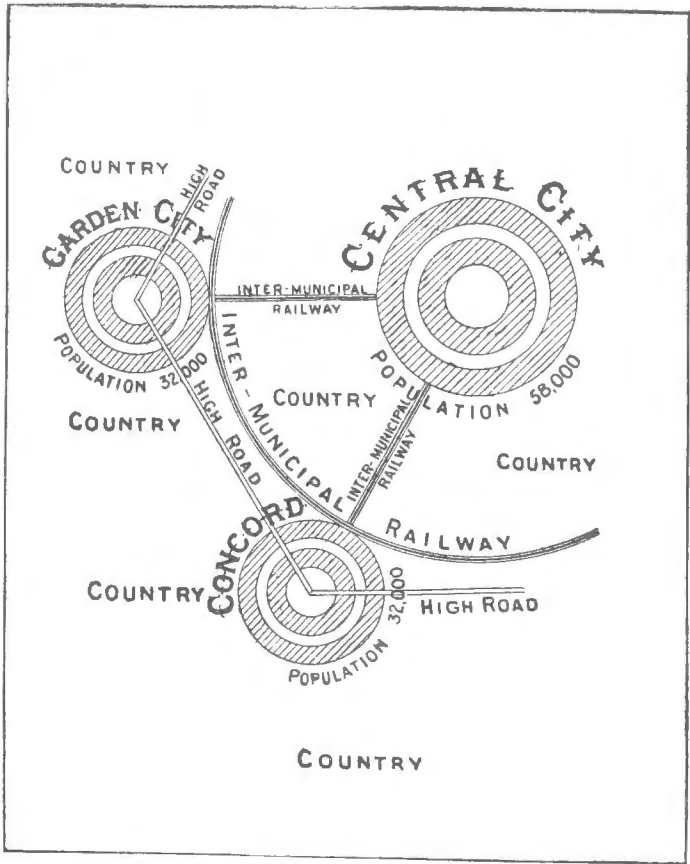 COUNTRY
HIGH
ROAD
GARDEN CITY
CENTRAL CITY
INTER-MUNICIPAL
RAILWAY
POPULATION 32,000
POPULATION 58,000
COUNTRY
COUNTRY
HIGH ROAD
INTER-MUNICIPAL RAILWAY
INTER-MUNICIPAL
RAILWAY
COUNTRY
CONCORD
COUNTRY
HIGH ROAD
POPULATION 32,000
COUNTRY